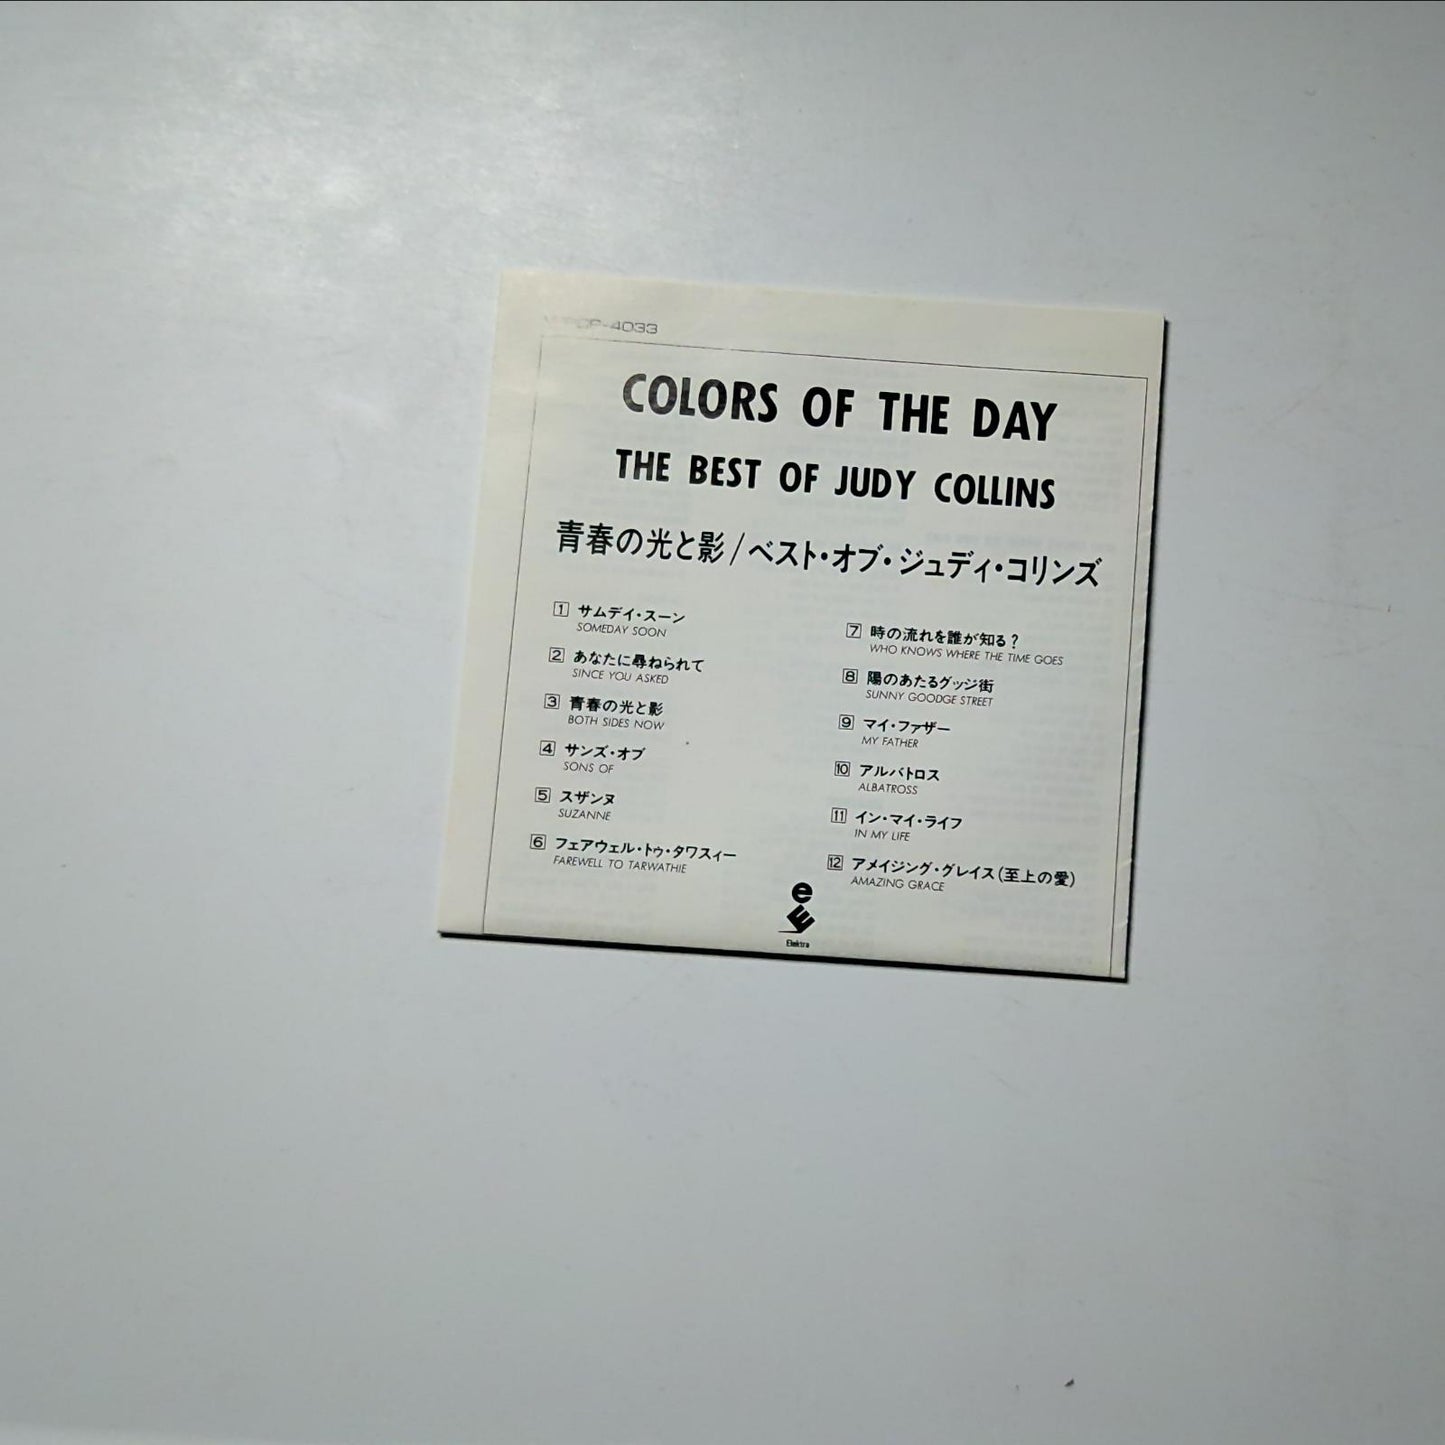 COLORS OF THE DAY
THE BEST OF JUDY COLLINS
青春の光と影/ベスト・オブ・ジュディ・コリンズ
1 サムデイ・スーン
SOMEDAY SOON
2 あなたに尋ねられて
SINCE YOU ASKED
3 青春の光と影
BOTH SIDES NOW
4 サンズ・オブ
SONS OF
5 スザンヌ
SUZANNE
6 フェアウェル・トゥ・タワスィー
FAREWELL TO TARWATHIE
7 時の流れを誰が知る?
WHO KNOWS WHERE THE TIME GOES
8 陽のあたるグッジ街
SUNNY GOODGE STREET
9 マイ・ファザー
MY FATHER
10 アルバトロス
ALBATROSS
11 イン・マイ・ライフ
IN MY LIFE
12 アメイジング・グレイス(至上の愛)
AMAZING GRACE
Elektra